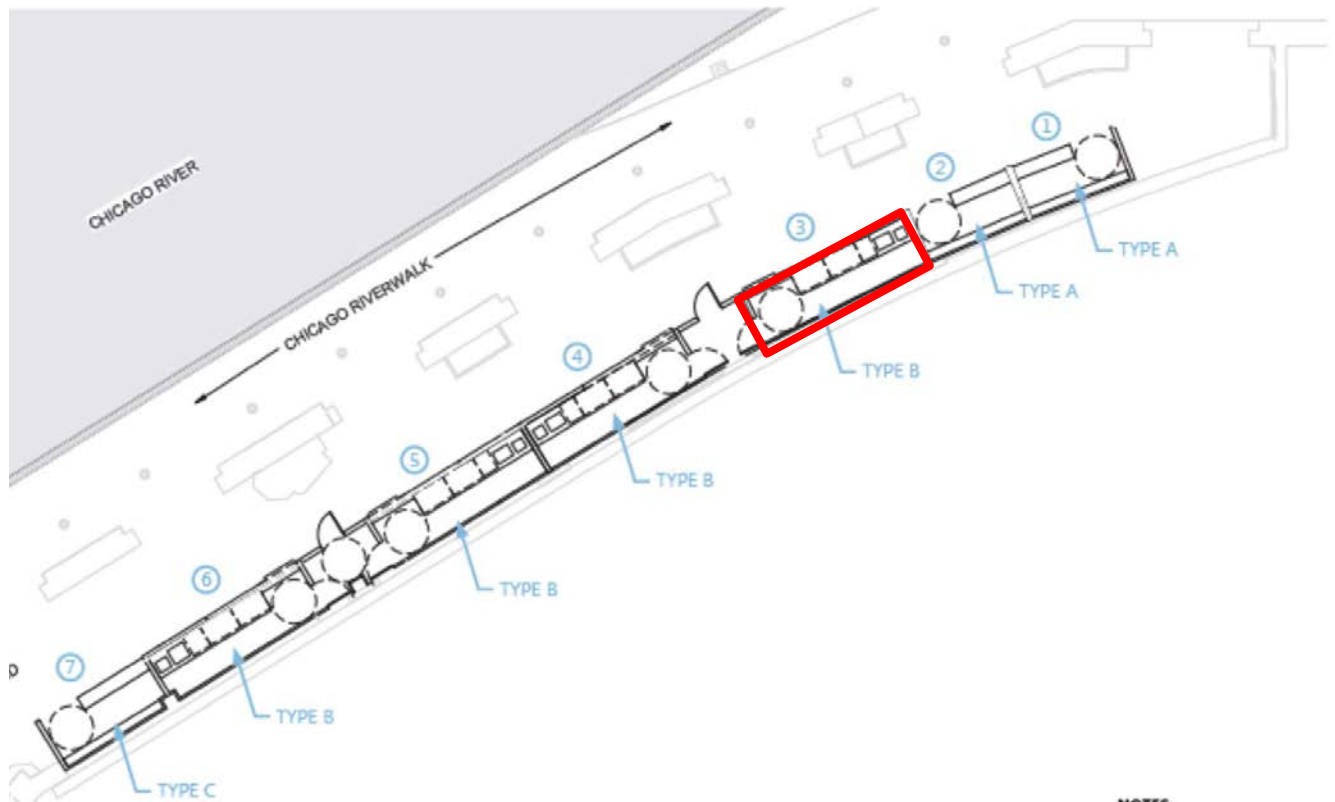 CHICAGO RIVER
CHICAGO RIVERWALK
1
TYPE A
2
TYPE A
3
TYPE B
4
TYPE B
5
TYPE B
6
TYPE B
7
TYPE C